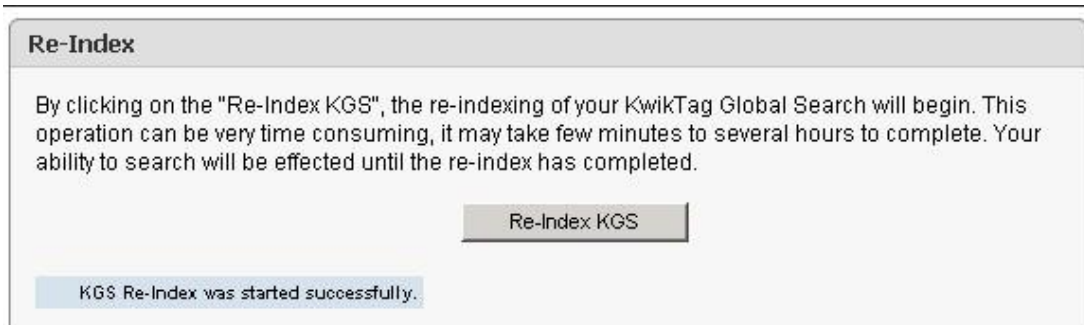 Re-Index
By clicking on the "Re-Index KGS", the re-indexing of your KwikTag Global Search will begin. This
operation can be very time consuming, it may take few minutes to several hours to complete. Your
ability to search will be effected until the re-index has completed.
Re-Index KGS
KGS Re-Index was started successfully.